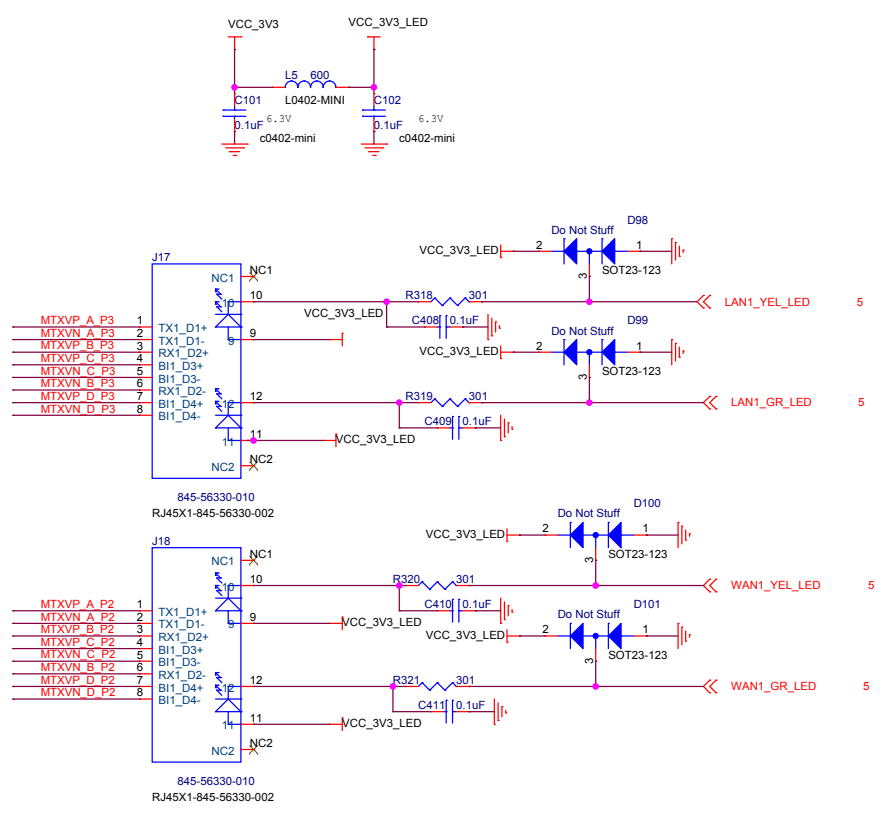 VCC_3V3 VCC_3V3_LED
L5 600
L0402-MINI
C101 C102
6.3V 6.3V
0.1uF 0.1uF
c0402-mini c0402-mini
D98
Do Not Stuff
VCC_3V3_LED 2 1
3 SOT23-123
J17
NC1 NC1
10 10 R318 301 LAN1_YEL_LED 5
VCC_3V3_LED
C408 0.1uF
D99
Do Not Stuff
VCC_3V3_LED 2 1
3 SOT23-123
MTXVP_A_P3 1 TX1_D1+
MTXVN_A_P3 2 TX1_D1- 9 9
MTXVP_B_P3 3 RX1_D2+
MTXVP_C_P3 4 BI1_D3+
MTXVN_C_P3 5 BI1_D3-
MTXVN_B_P3 6 RX1_D2-
MTXVP_D_P3 7 BI1_D4+
MTXVN_D_P3 8 BI1_D4-
12 12 R319 301 LAN1_GR_LED 5
C409 0.1uF
11 11 VCC_3V3_LED
NC2 NC2
845-56330-010
RJ45X1-845-56330-002
D100
Do Not Stuff
VCC_3V3_LED 2 1
3 SOT23-123
J18
NC1 NC1
10 10 R320 301 WAN1_YEL_LED 5
C410 0.1uF
D101
Do Not Stuff
VCC_3V3_LED 2 1
3 SOT23-123
MTXVP_A_P2 1 TX1_D1+
MTXVN_A_P2 2 TX1_D1- 9 9 VCC_3V3_LED
MTXVP_B_P2 3 RX1_D2+
MTXVP_C_P2 4 BI1_D3+
MTXVN_C_P2 5 BI1_D3-
MTXVN_B_P2 6 RX1_D2-
MTXVP_D_P2 7 BI1_D4+
MTXVN_D_P2 8 BI1_D4-
12 12 R321 301 WAN1_GR_LED 5
C411 0.1uF
11 11 VCC_3V3_LED
NC2 NC2
845-56330-010
RJ45X1-845-56330-002